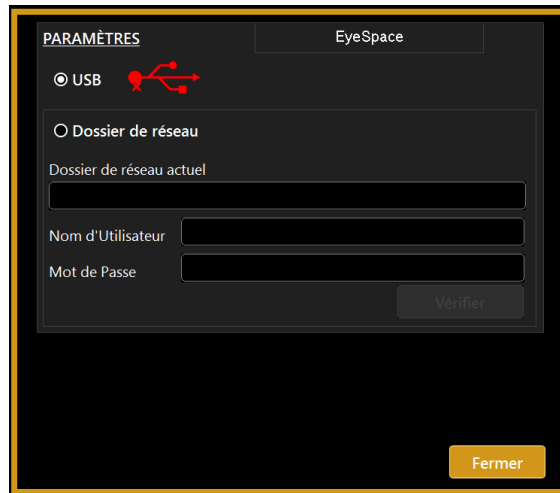 PARAMÈTRES
EyeSpace
USB
Dossier de réseau
Dossier de réseau actuel
Nom d'Utilisateur
Mot de Passe
Vérifier
Fermer